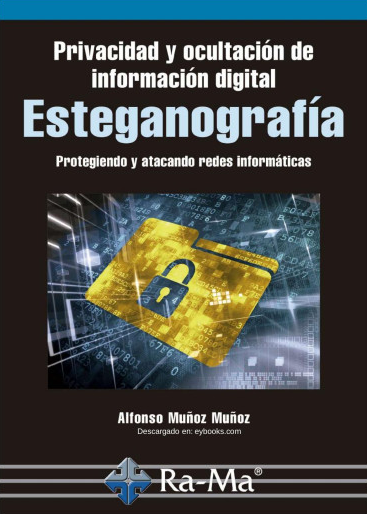 Privacidad y ocultación de
información digital
Esteganografía
Protegiendo y atacando redes informáticas
Alfonso Muñoz Muñoz
Descargado en: eybooks.com
Ra-Ma®